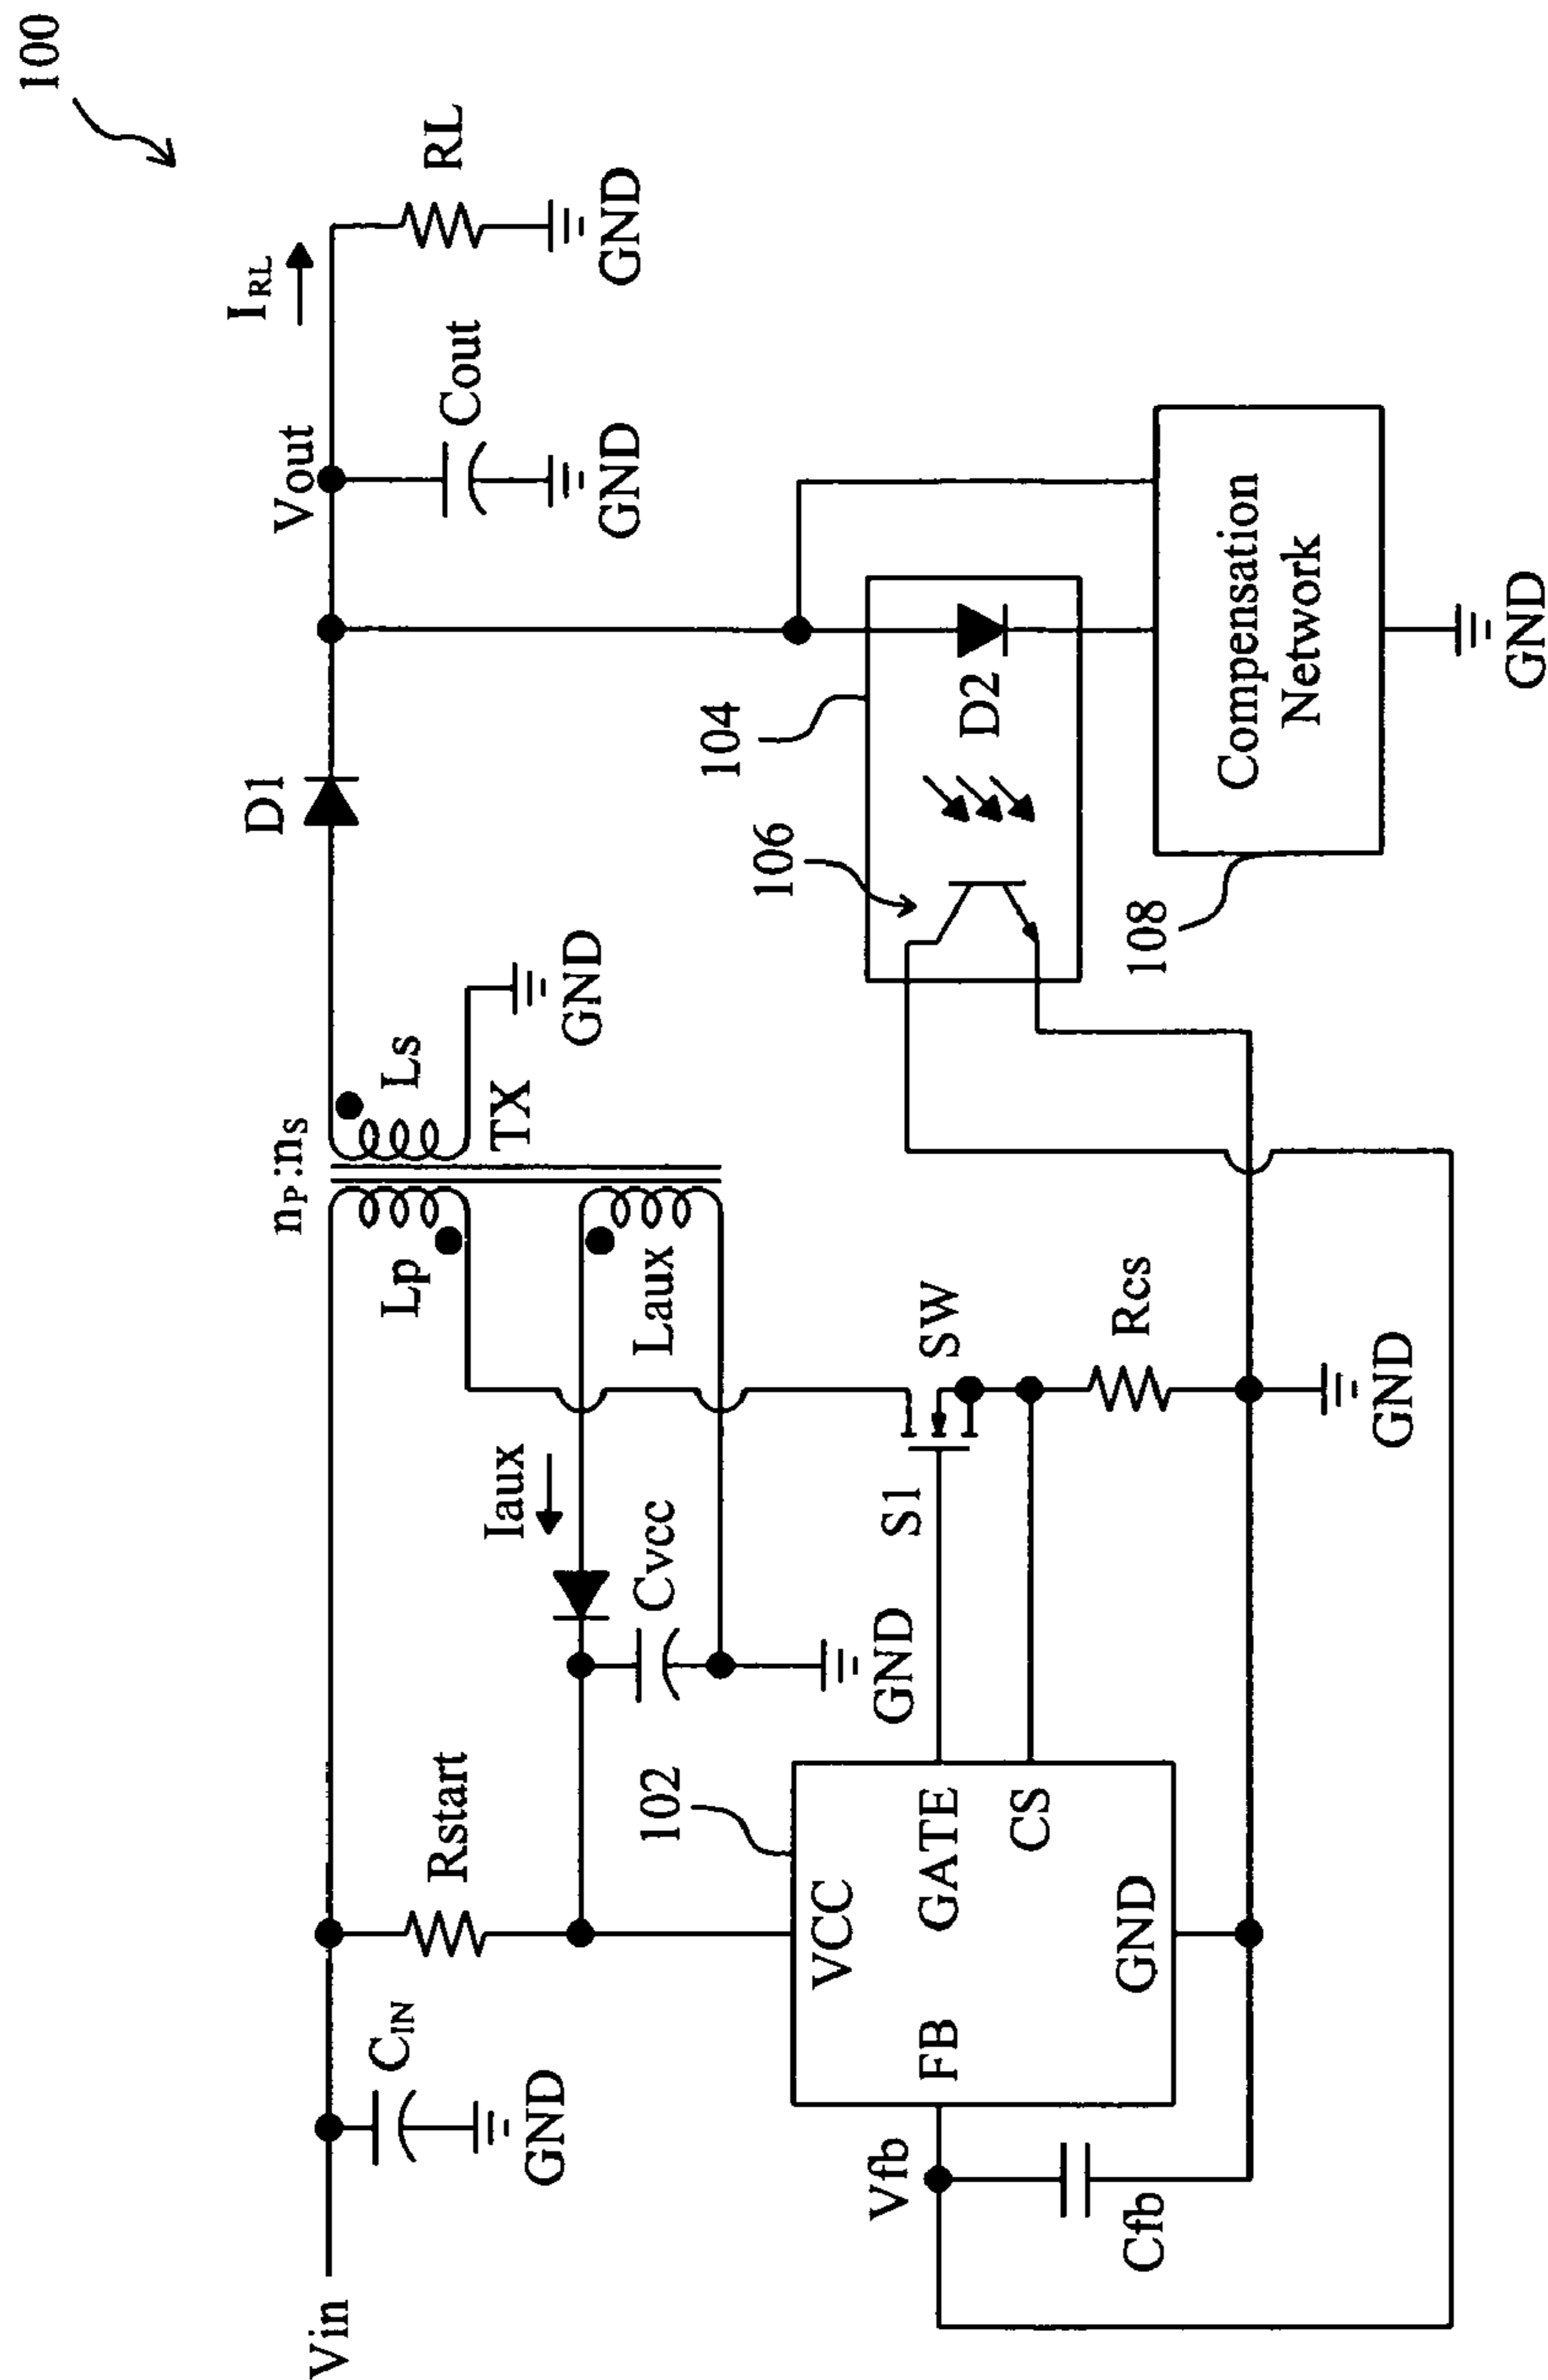 100
Vin
CIN
GND
Rstart
nP:nS
Lp
Ls
TX
GND
D1
Vout
Cout
GND
IRL
RL
GND
Iaux
Laux
Cvcc
GND
102
VCC
FB
GATE
CS
GND
S1
SW
Rcs
GND
Vfb
Cfb
104
106
D2
108
Compensation
Network
GND